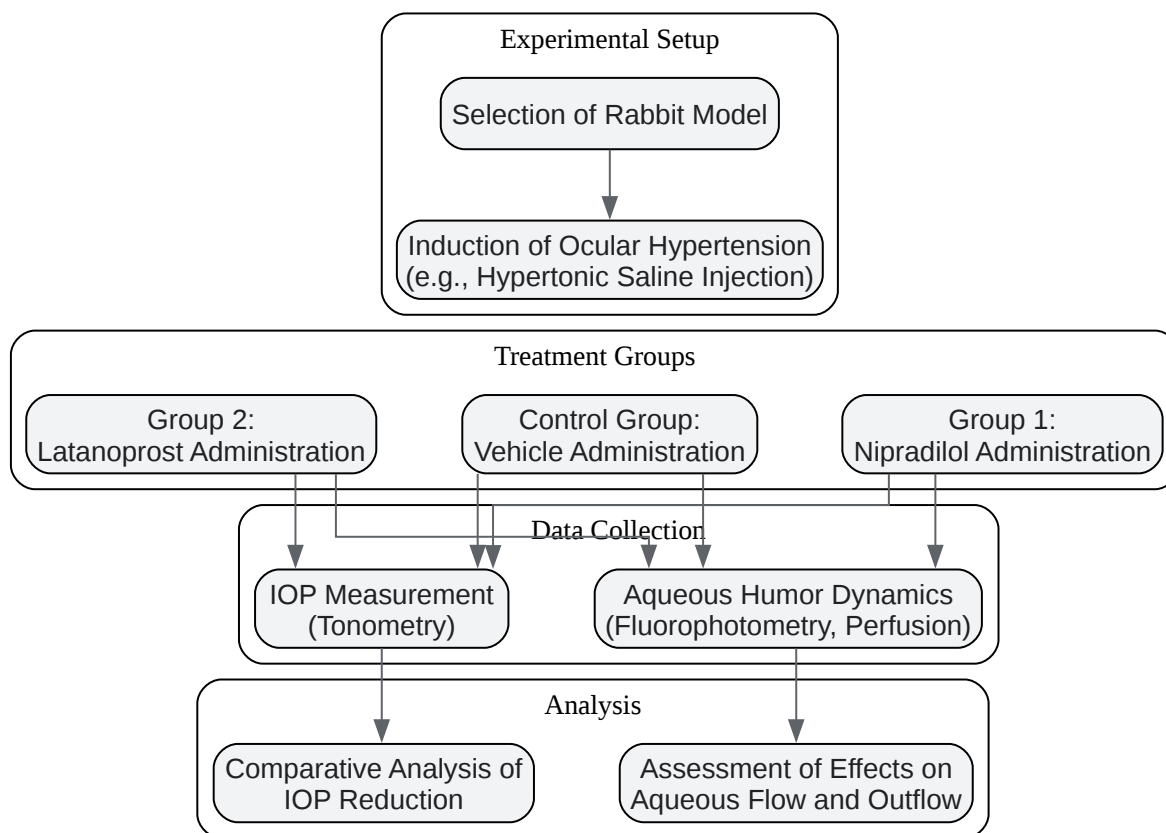 Experimental Setup
Selection of Rabbit Model
Induction of Ocular Hypertension
(e.g., Hypertonic Saline Injection)
Treatment Groups
Group 2:
Latanoprost Administration
Control Group:
Vehicle Administration
Group 1:
Nipradilol Administration
Data Collection
IOP Measurement
(Tonometry)
Aqueous Humor Dynamics
(Fluorophotometry, Perfusion)
Analysis
Comparative Analysis of
IOP Reduction
Assessment of Effects on
Aqueous Flow and Outflow